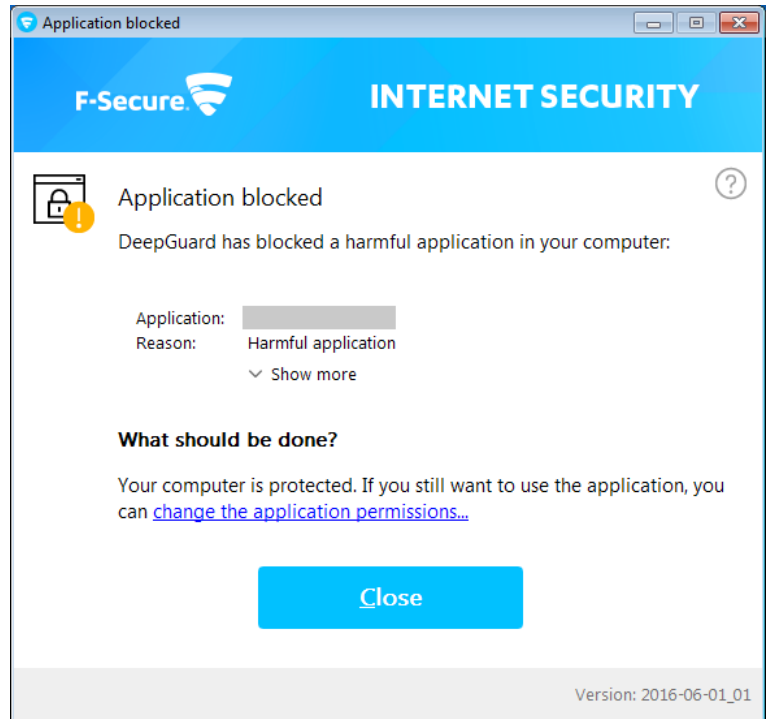 Application blocked
F-Secure.
INTERNET SECURITY
Application blocked
?
DeepGuard has blocked a harmful application in your computer:
Application:
Reason: Harmful application
Show more
What should be done?
Your computer is protected. If you still want to use the application, you
can change the application permissions...
Close
Version: 2016-06-01_01